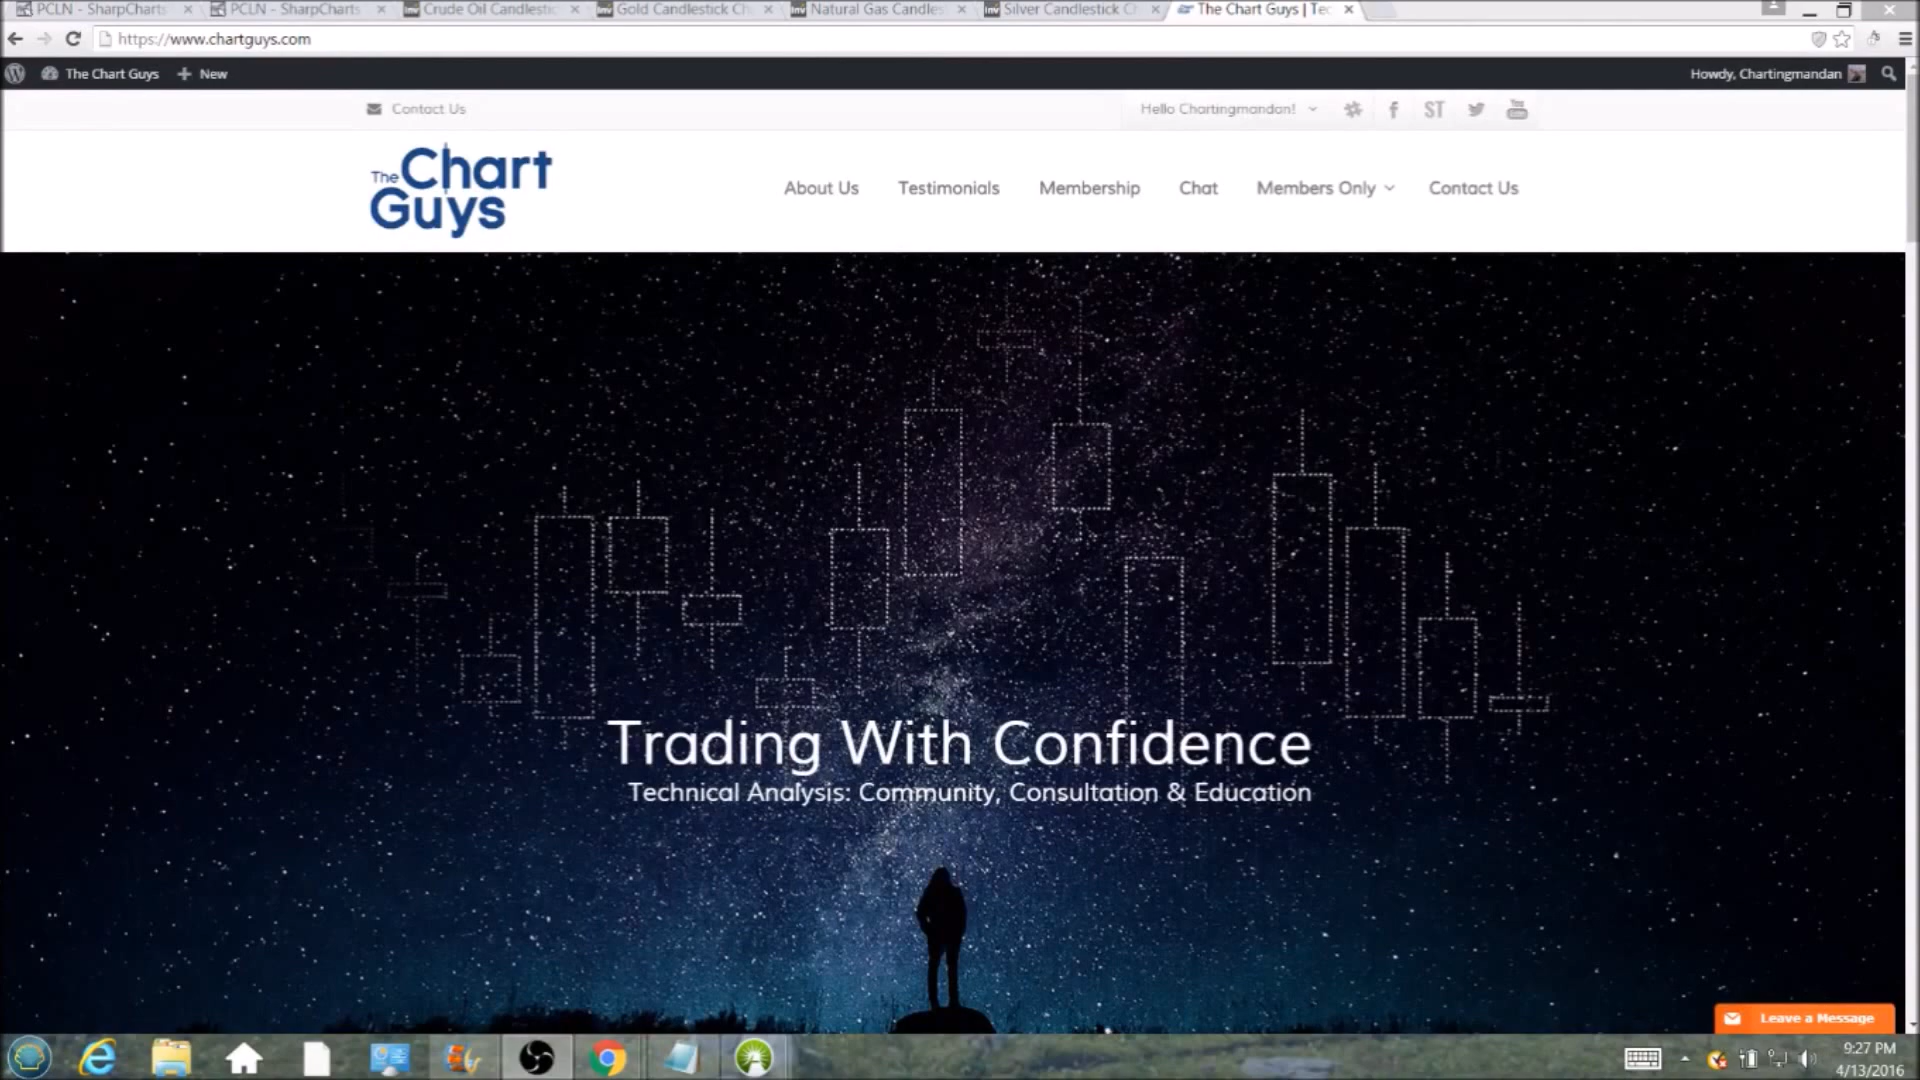 PCLN - SharpCharts
PCLN - SharpCharts
Crude Oil Candlestic
Gold Candlestick Ch
Natural Gas Candles
Silver Candlestick Ch
The Chart Guys | Tec
https://www.chartguys.com
The Chart Guys
New
Howdy, Chartingmandan
Contact Us
Hello Chartingmandan!
ST
The Chart
Guys
About Us
Testimonials
Membership
Chat
Members Only
Contact Us
Trading With Confidence
Technical Analysis: Community, Consultation & Education
Leave a Message
9:27 PM
4/13/2016